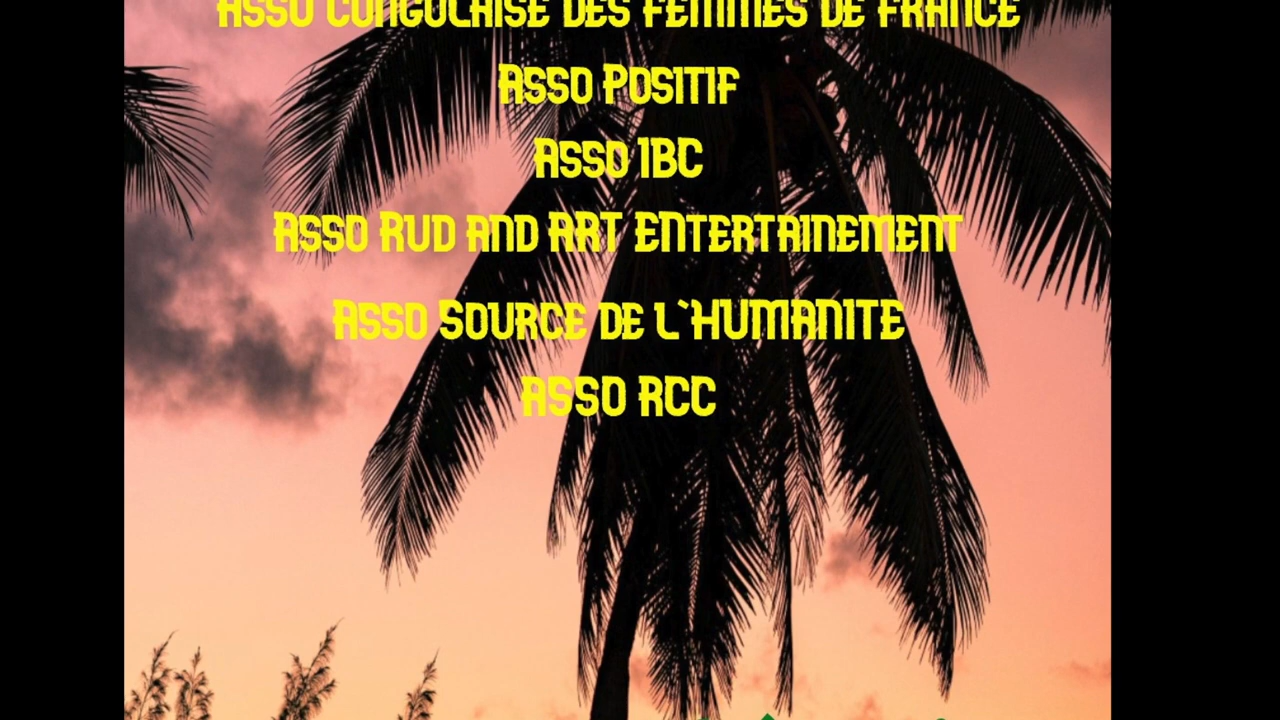 Asso Congolaise des Femmes de France
Asso Positif
Asso IBC
Asso Rud and ART ENtertainement
Asso Source de l`HUMANITE
ASSO RCC